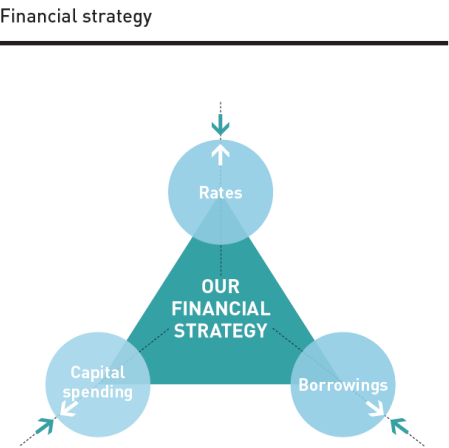 Financial strategy
Rates
OUR
FINANCIAL
STRATEGY
Capital
spending
Borrowings